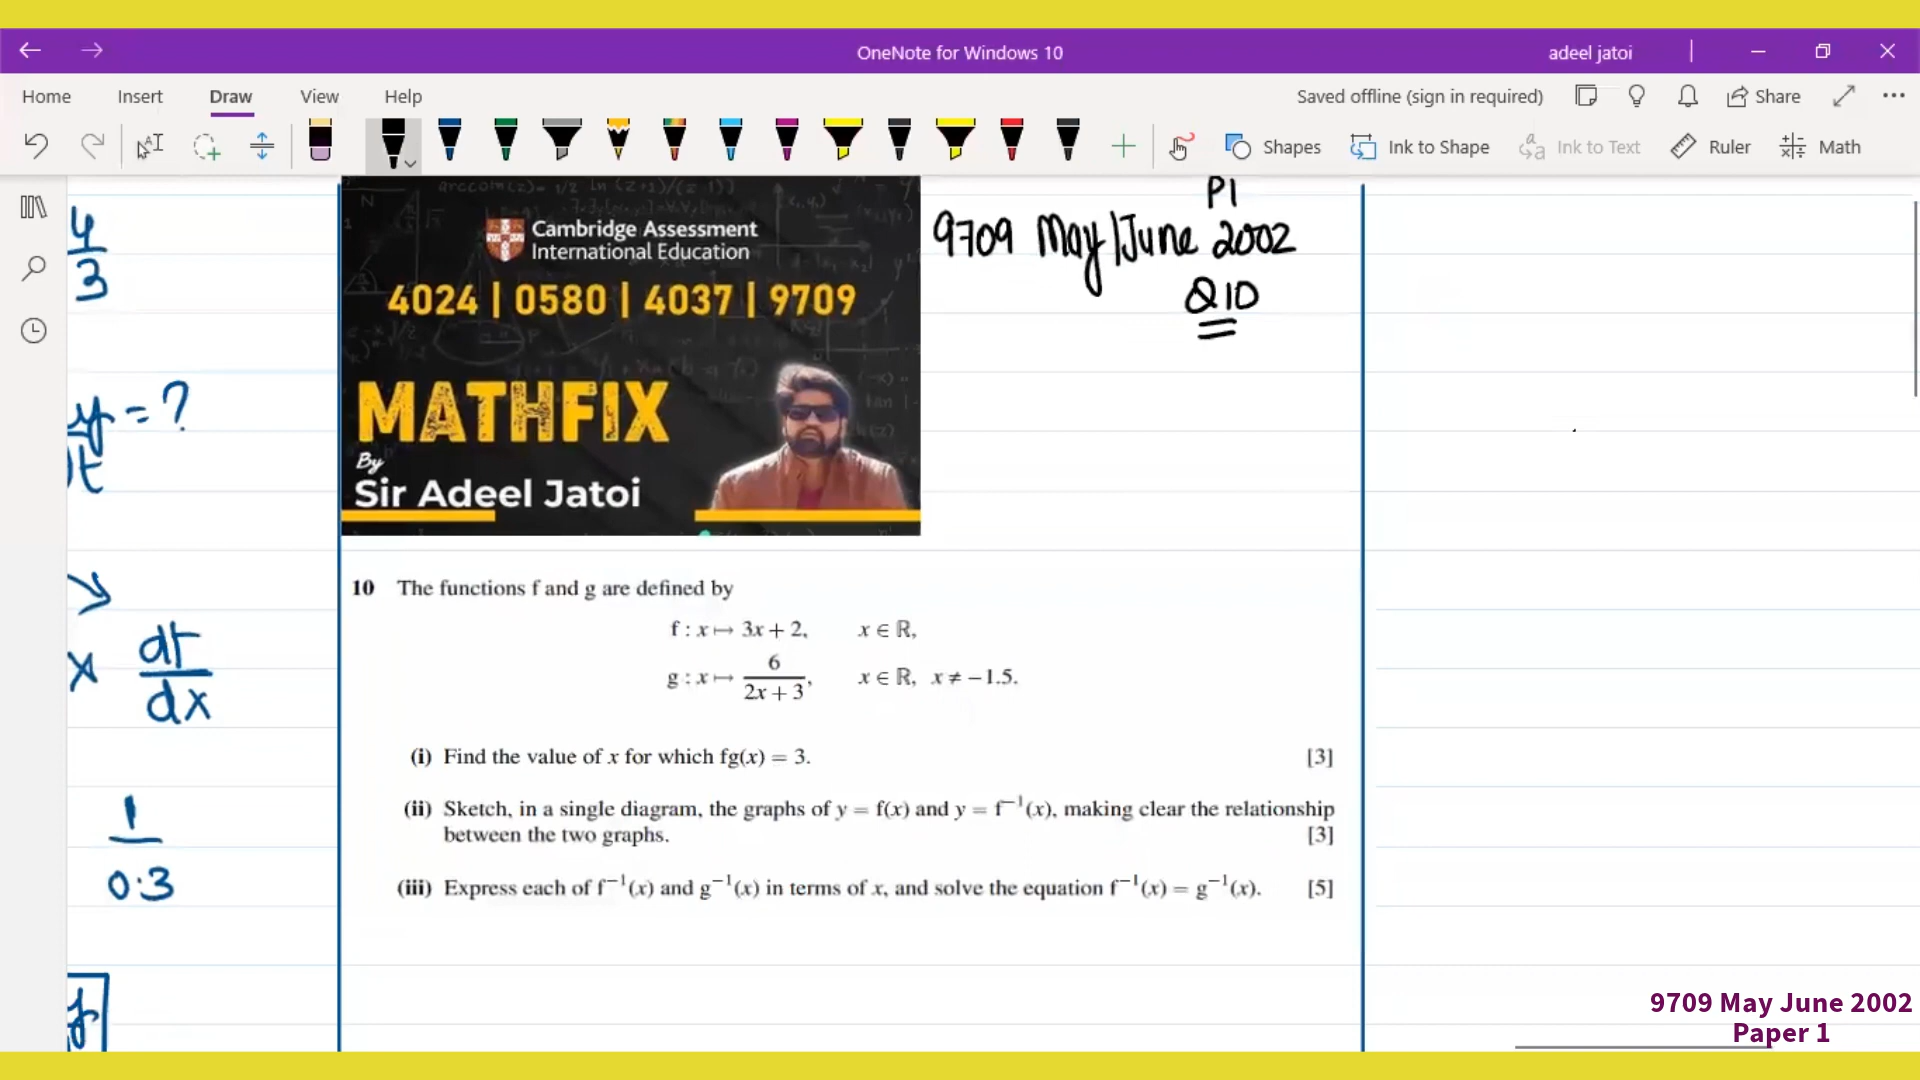 OneNote for Windows 10
adeel jatoi
Home Insert Draw View Help
Saved offline (sign in required)
Share
Shapes
Ink to Shape
Ink to Text
Ruler
Math
4
3
y = ?
t
x dr
dx
1
0.3
y
Cambridge Assessment
International Education
4024 | 0580 | 4037 | 9709
MATHFIX
By
Sir Adeel Jatoi
P1
9709 May/June 2002
Q10
10 The functions f and g are defined by
f : x ↦ 3x + 2, x ∈ ℝ,
g : x ↦ 6/(2x + 3), x ∈ ℝ, x ≠ −1.5.
(i) Find the value of x for which fg(x) = 3. [3]
(ii) Sketch, in a single diagram, the graphs of y = f(x) and y = f⁻¹(x), making clear the relationship
between the two graphs. [3]
(iii) Express each of f⁻¹(x) and g⁻¹(x) in terms of x, and solve the equation f⁻¹(x) = g⁻¹(x). [5]
9709 May June 2002
Paper 1